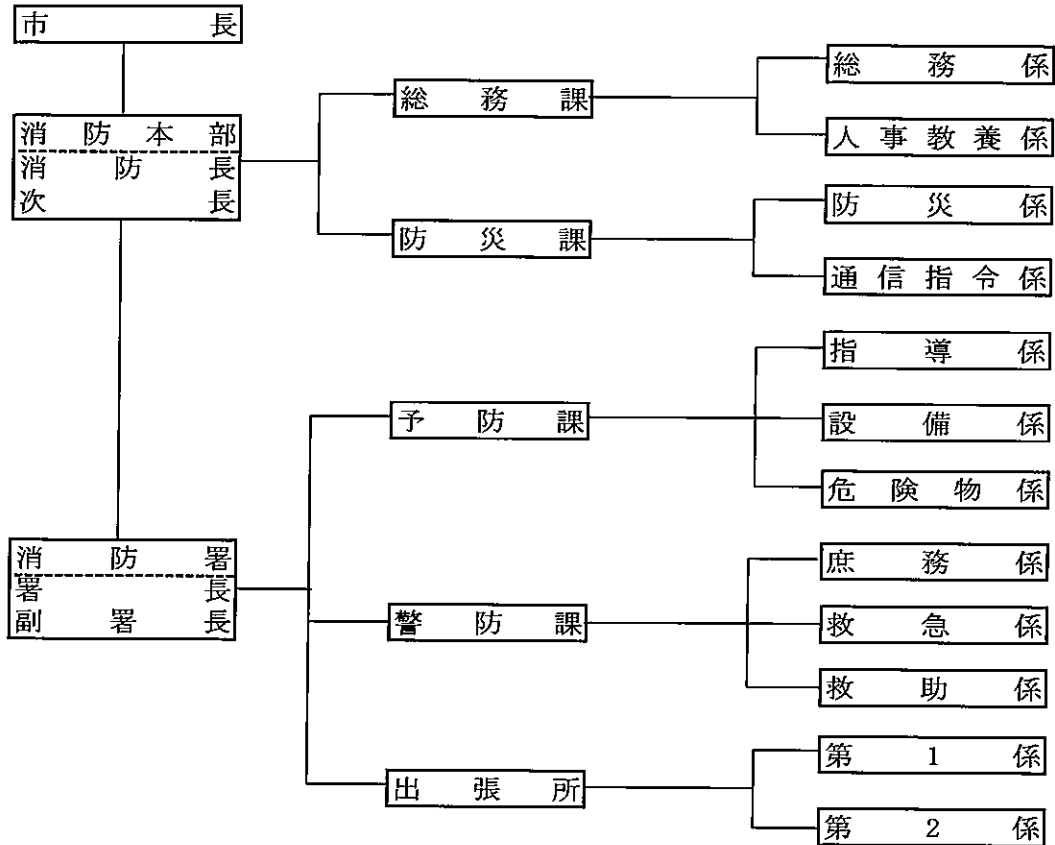 市長
消防本部
消防長
次長
総務課
総務係
人事教養係
防災課
防災係
通信指令係
消防署
署長
副署長
予防課
指導係
設備係
危険物係
警防課
庶務係
救急係
救助係
出張所
第1係
第2係